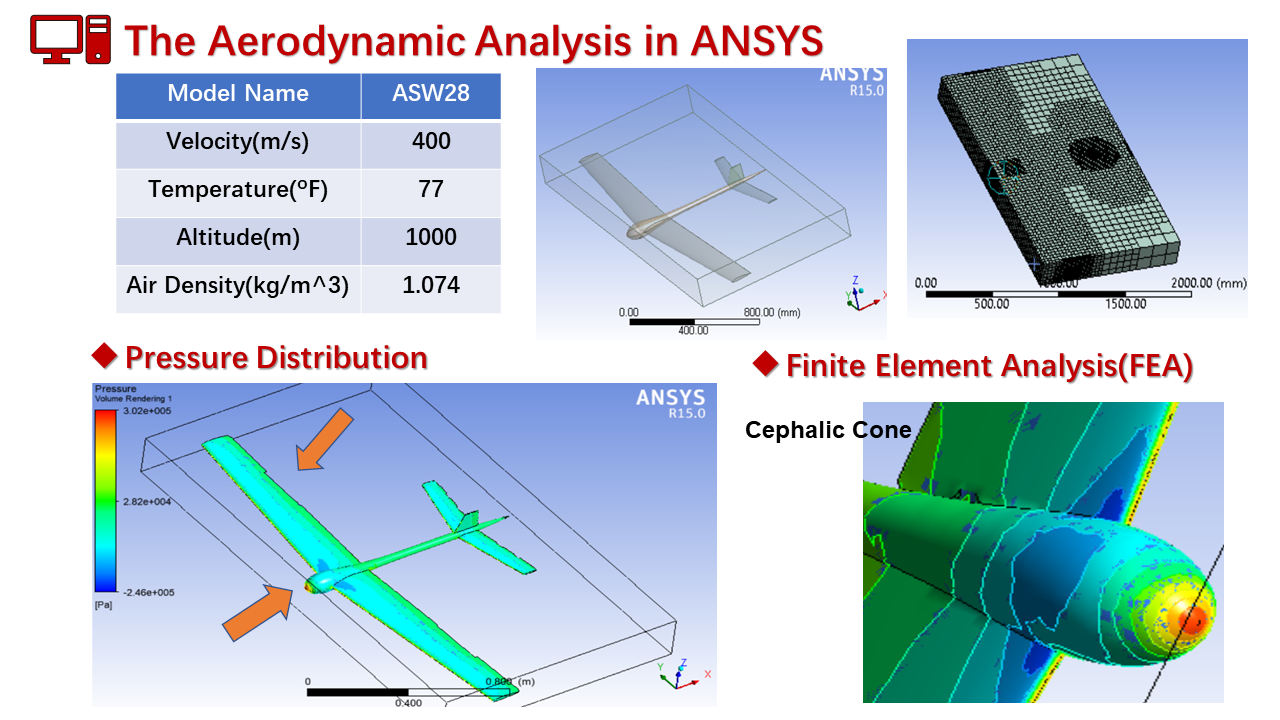 The Aerodynamic Analysis in ANSYS
Model Name ASW28
Velocity(m/s) 400
Temperature(ºF) 77
Altitude(m) 1000
Air Density(kg/m^3) 1.074
ANSYS
R15.0
Z
Y
X
0.00 800.00 (mm)
400.00
0.00 1000.00 2000.00 (mm)
500.00 1500.00
Pressure Distribution
Pressure
Volume Rendering 1
3.02e+005
2.82e+004
-2.46e+005
[Pa]
ANSYS
R15.0
0 0.800 (m)
0.400
Y Z X
Finite Element Analysis(FEA)
Cephalic Cone